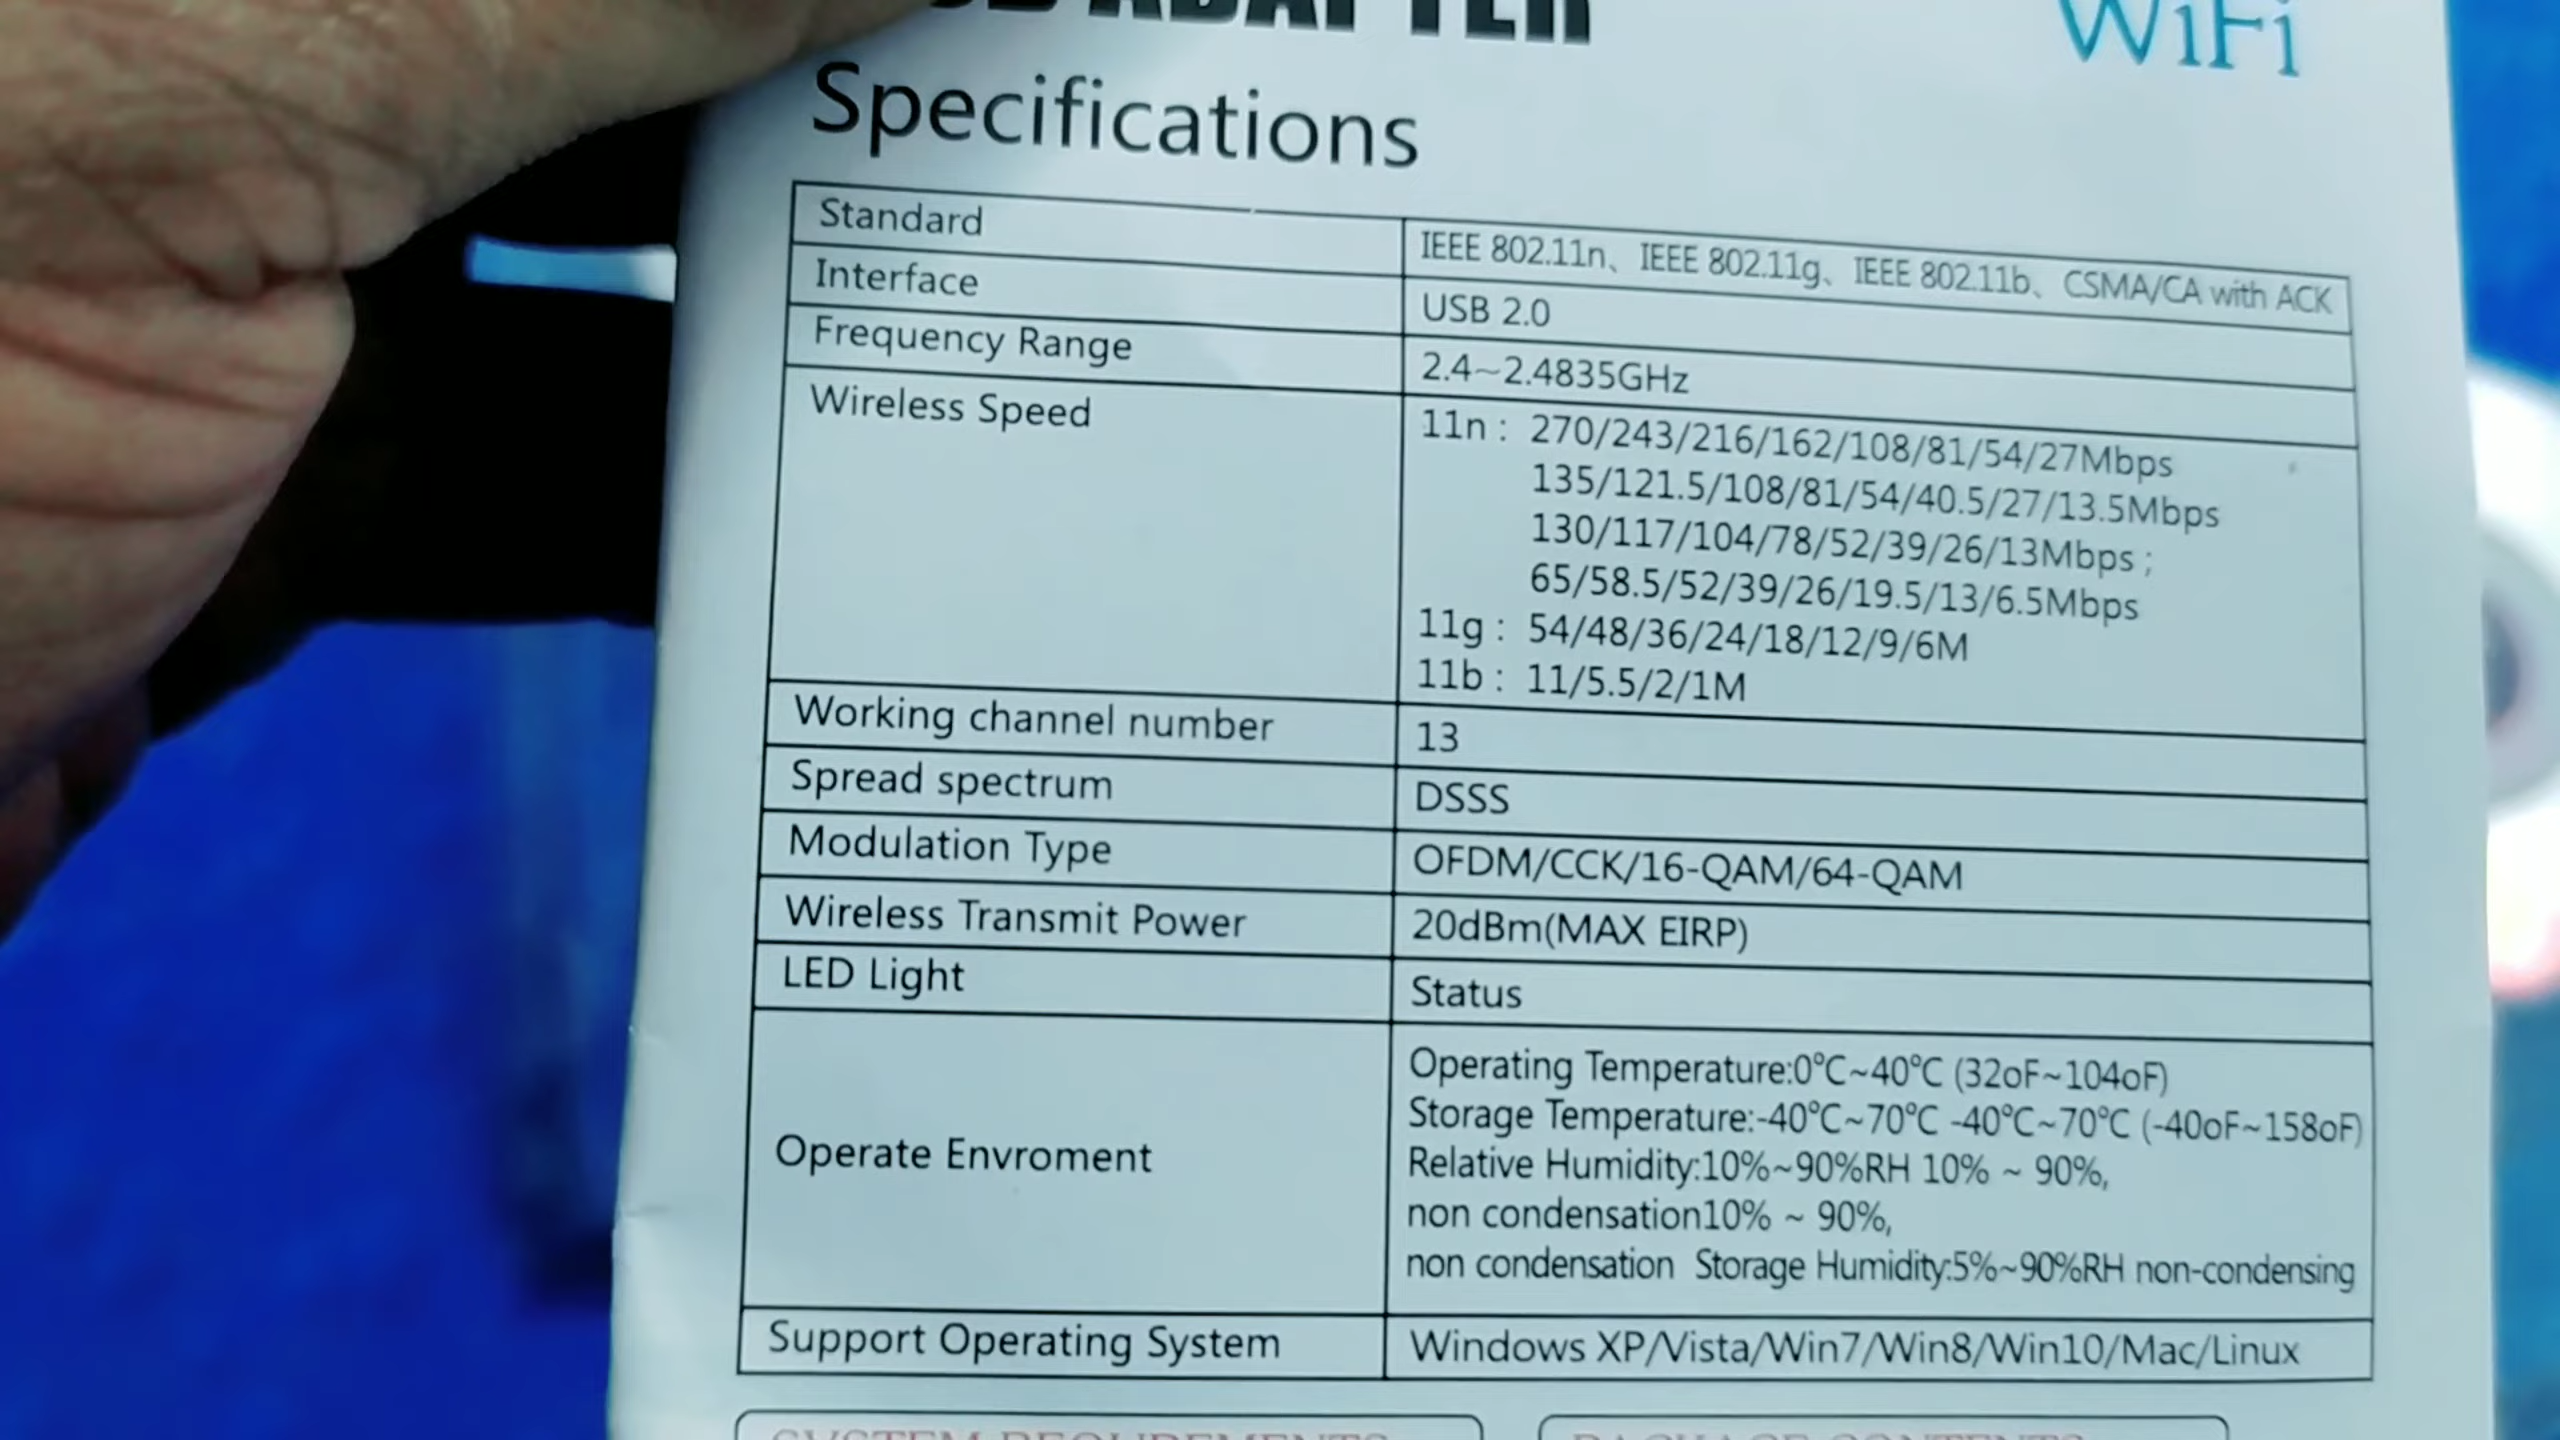 ADAPTER
WiFi
Specifications
Standard IEEE 802.11n、IEEE 802.11g、IEEE 802.11b、CSMA/CA with ACK
Interface USB 2.0
Frequency Range 2.4~2.4835GHz
Wireless Speed 11n : 270/243/216/162/108/81/54/27Mbps
135/121.5/108/81/54/40.5/27/13.5Mbps
130/117/104/78/52/39/26/13Mbps ;
65/58.5/52/39/26/19.5/13/6.5Mbps
11g : 54/48/36/24/18/12/9/6M
11b : 11/5.5/2/1M
Working channel number 13
Spread spectrum DSSS
Modulation Type OFDM/CCK/16-QAM/64-QAM
Wireless Transmit Power 20dBm(MAX EIRP)
LED Light Status
Operate Envroment Operating Temperature:0℃~40℃ (32oF~104oF)
Storage Temperature:-40℃~70℃ -40℃~70℃ (-40oF~158oF)
Relative Humidity:10%~90%RH 10% ~ 90%,
non condensation10% ~ 90%,
non condensation Storage Humidity:5%~90%RH non-condensing
Support Operating System Windows XP/Vista/Win7/Win8/Win10/Mac/Linux